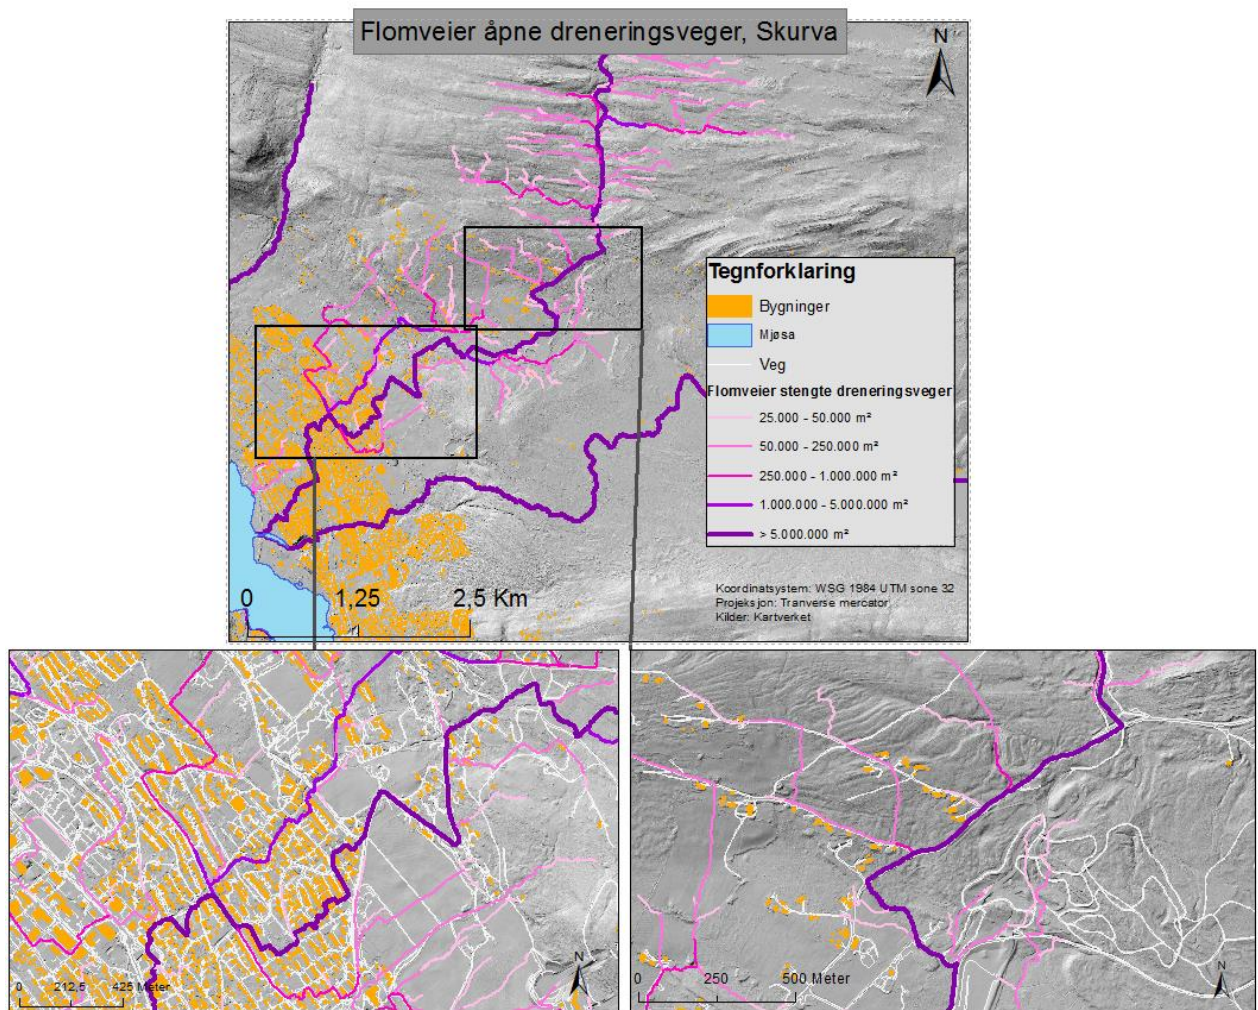 Flomveier åpne dreneringsveger, Skurva
N
Tegnforklaring
Bygninger
Mjøsa
Veg
Flomveier stengte dreneringsveger
25.000 - 50.000 m²
50.000 - 250.000 m²
250.000 - 1.000.000 m²
1.000.000 - 5.000.000 m²
> 5.000.000 m²
Koordinatsystem: WSG 1984 UTM sone 32
Projeksjon: Tranverse mercator
Kilder: Kartverket
0 1,25 2,5 Km
0 212,5 425 Meter
N
0 250 500 Meter
N